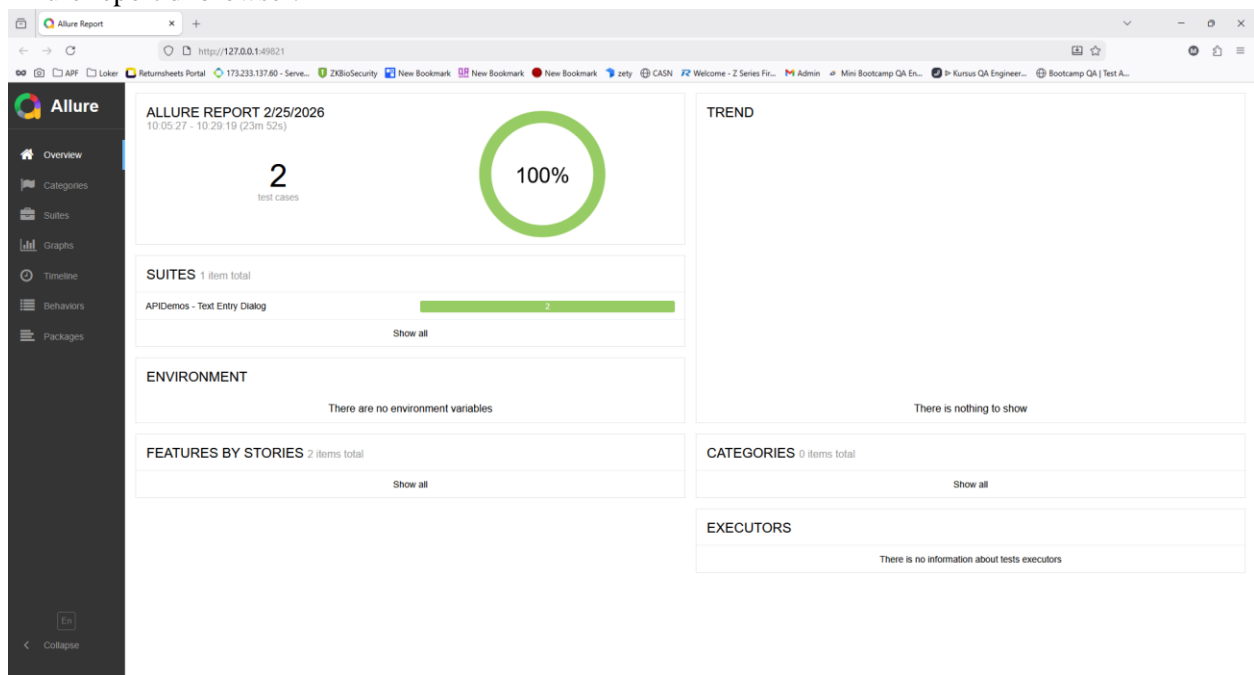 Allure Report
http://127.0.0.1:49821
APF
Loker
Returnsheets Portal
173.233.137.60 - Serve...
ZKBioSecurity
New Bookmark
New Bookmark
New Bookmark
zety
CASN
Welcome - Z Series Fir...
Admin
Mini Bootcamp QA En...
Kursus QA Engineer...
Bootcamp QA | Test A...
Allure
Overview
Categories
Suites
Graphs
Timeline
Behaviors
Packages
En
Collapse
ALLURE REPORT 2/25/2026
10:05:27 - 10:29:19 (23m 52s)
2
test cases
100%
SUITES 1 item total
APIDemos - Text Entry Dialog
2
Show all
ENVIRONMENT
There are no environment variables
FEATURES BY STORIES 2 items total
Show all
TREND
There is nothing to show
CATEGORIES 0 items total
Show all
EXECUTORS
There is no information about tests executors